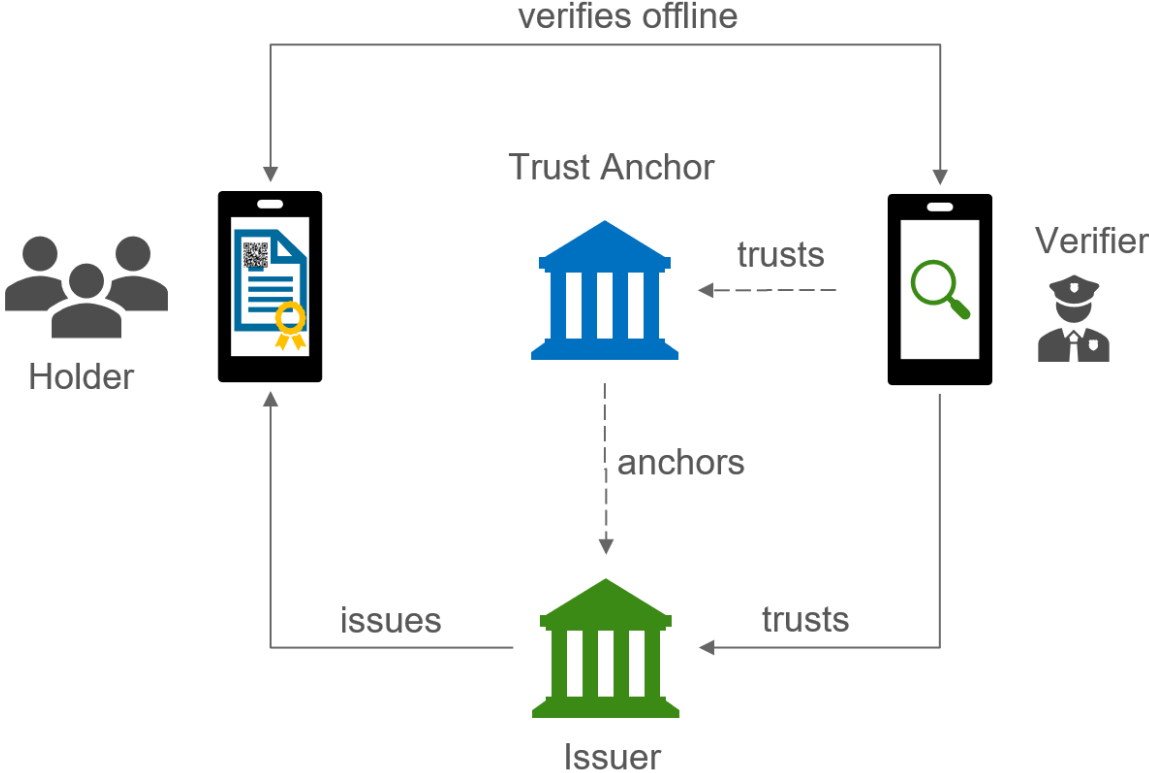 verifies offline
Trust Anchor
trusts
Verifier
Holder
anchors
issues
trusts
Issuer